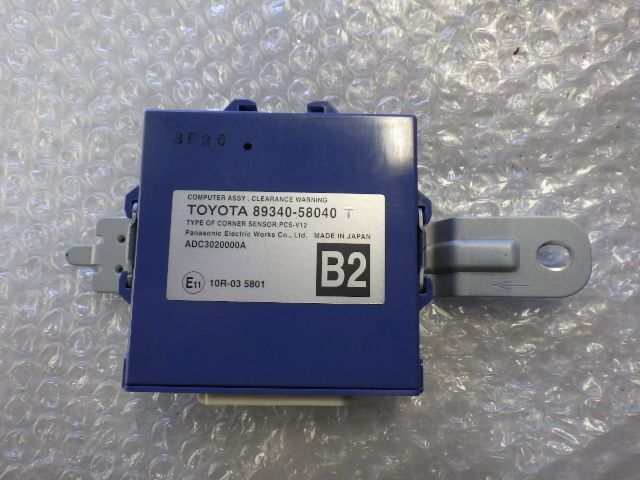 3P26
COMPUTER ASSY : CLEARANCE WARNING
TOYOTA 89340-58040 T
TYPE OF CORNER SENSOR:PCS-V12
Panasonic Electric Works Co., Ltd. MADE IN JAPAN
ADC3020000A
B2
E11 10R-03 5801